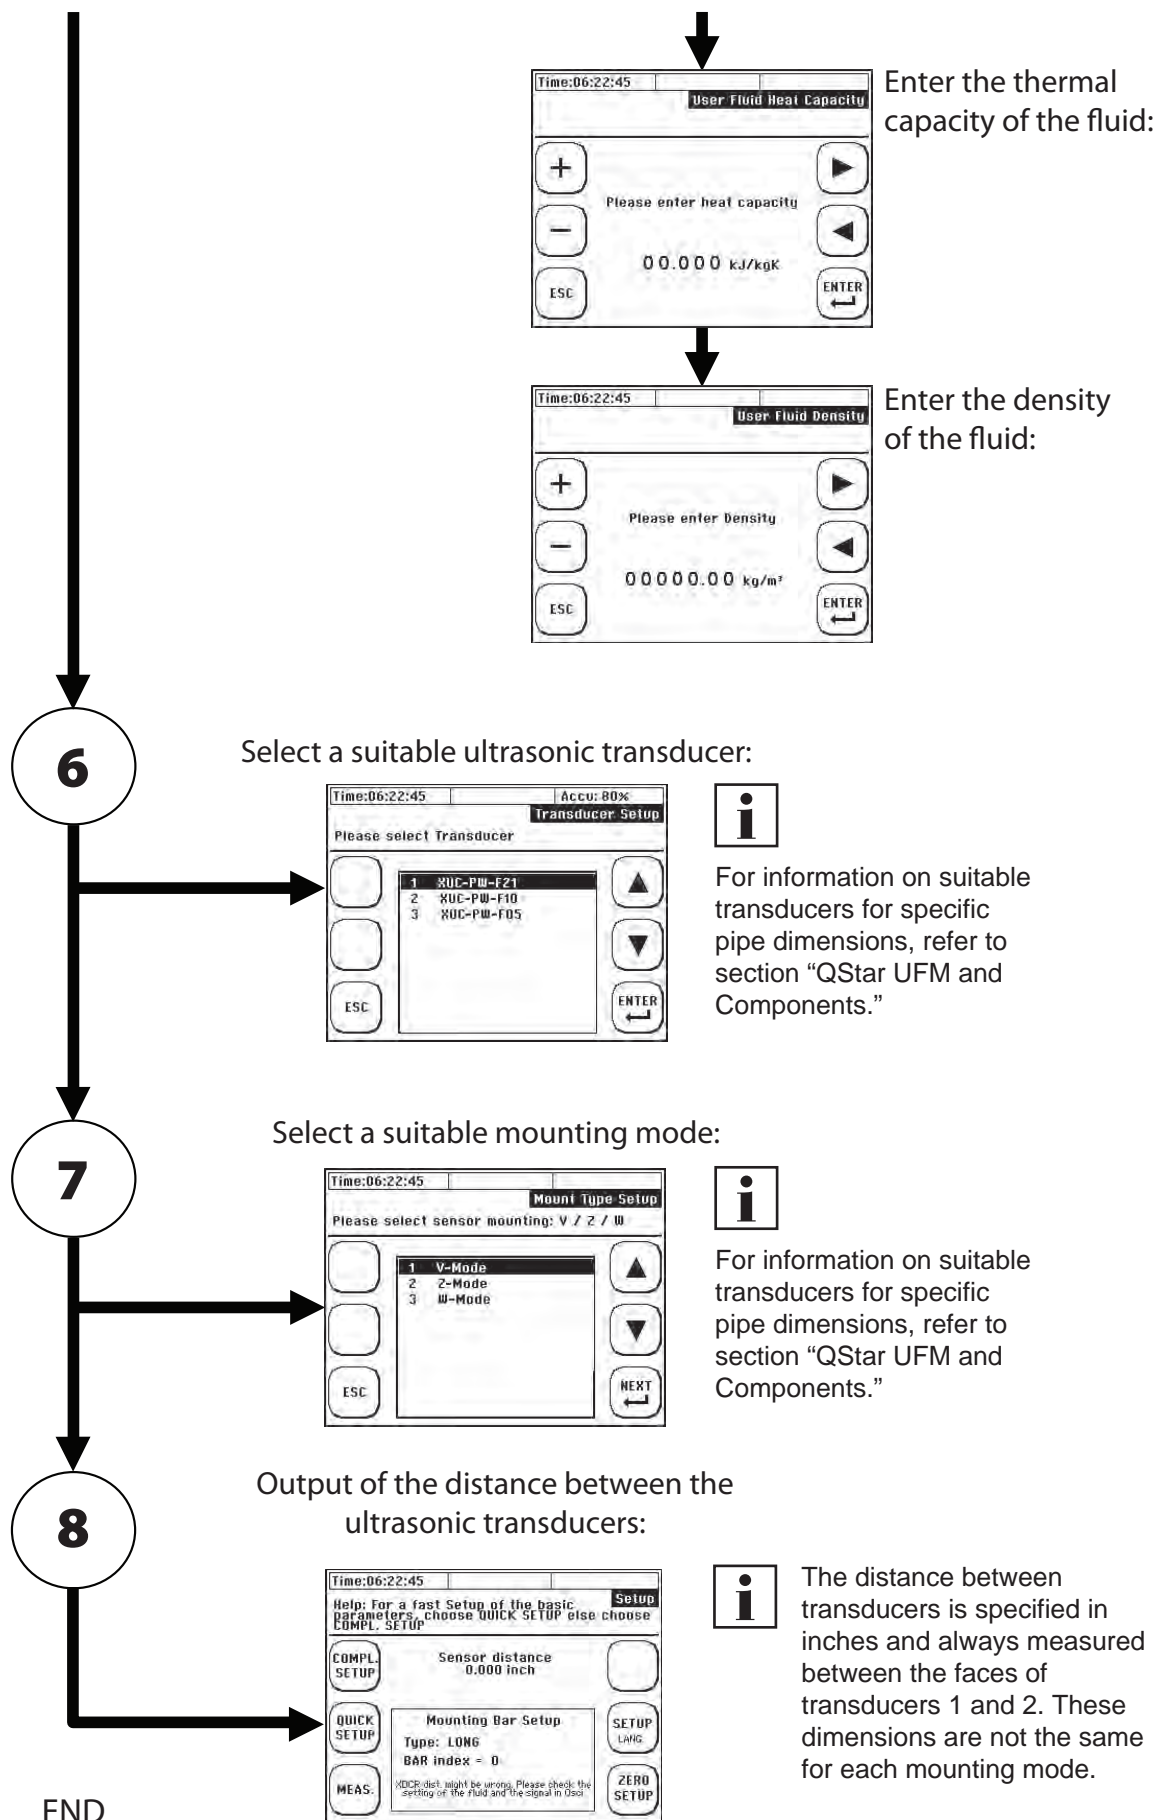 Time:06:22:45
User Fluid Heat Capacity
Enter the thermal
capacity of the fluid:
+
Please enter heat capacity
−
00.000 kJ/kgK
ESC
ENTER
Time:06:22:45
User Fluid Density
Enter the density
of the fluid:
+
Please enter Density
−
00000.00 kg/m³
ESC
ENTER
6
Select a suitable ultrasonic transducer:
Time:06:22:45 Accu: 80%
Transducer Setup
Please select Transducer
1 XUC-PW-F21
2 XUC-PW-F10
3 XUC-PW-F05
ESC
ENTER
i
For information on suitable
transducers for specific
pipe dimensions, refer to
section “QStar UFM and
Components.”
7
Select a suitable mounting mode:
Time:06:22:45
Mount Type Setup
Please select sensor mounting: V / Z / W
1 V-Mode
2 Z-Mode
3 W-Mode
ESC
NEXT
i
For information on suitable
transducers for specific
pipe dimensions, refer to
section “QStar UFM and
Components.”
8
Output of the distance between the
ultrasonic transducers:
Time:06:22:45
Setup
Help: For a fast Setup of the basic
parameters, choose QUICK SETUP else choose
COMPL. SETUP
COMPL.
SETUP
Sensor distance
0.000 inch
QUICK
SETUP
Mounting Bar Setup
Type: LONG
BAR index = 0
SETUP
LANG.
MEAS.
XDCR dist. might be wrong. Please check the
setting of the fluid and the signal in Osci
ZERO
SETUP
i
The distance between
transducers is specified in
inches and always measured
between the faces of
transducers 1 and 2. These
dimensions are not the same
for each mounting mode.
END